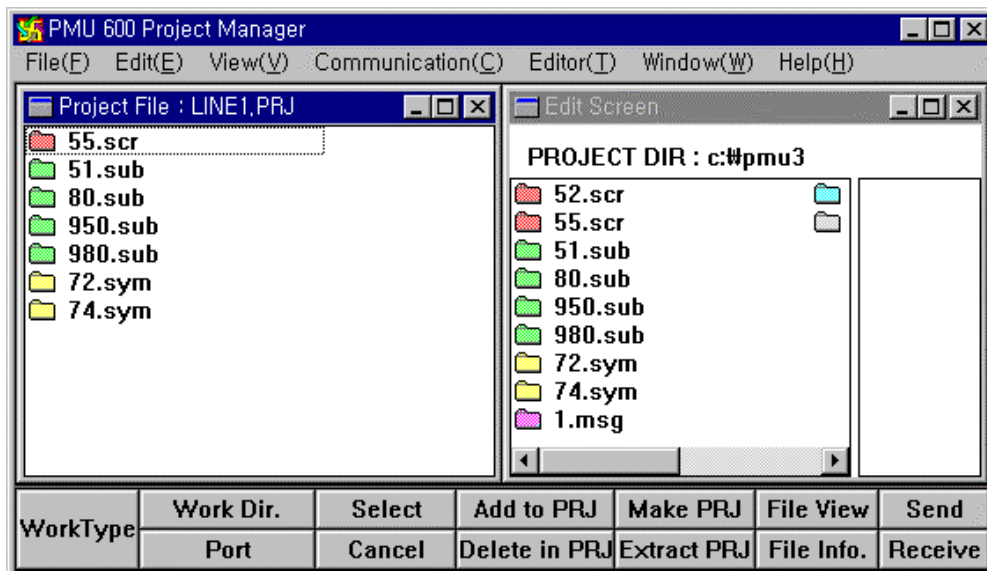 PMU 600 Project Manager
File(F) Edit(E) View(V) Communication(C) Editor(T) Window(W) Help(H)
Project File : LINE1,PRJ
55.scr
51.sub
80.sub
950.sub
980.sub
72.sym
74.sym
Edit Screen
PROJECT DIR : c:₩pmu3
52.scr
55.scr
51.sub
80.sub
950.sub
980.sub
72.sym
74.sym
1.msg
WorkType
Work Dir. Select Add to PRJ Make PRJ File View Send
Port Cancel Delete in PRJ Extract PRJ File Info. Receive